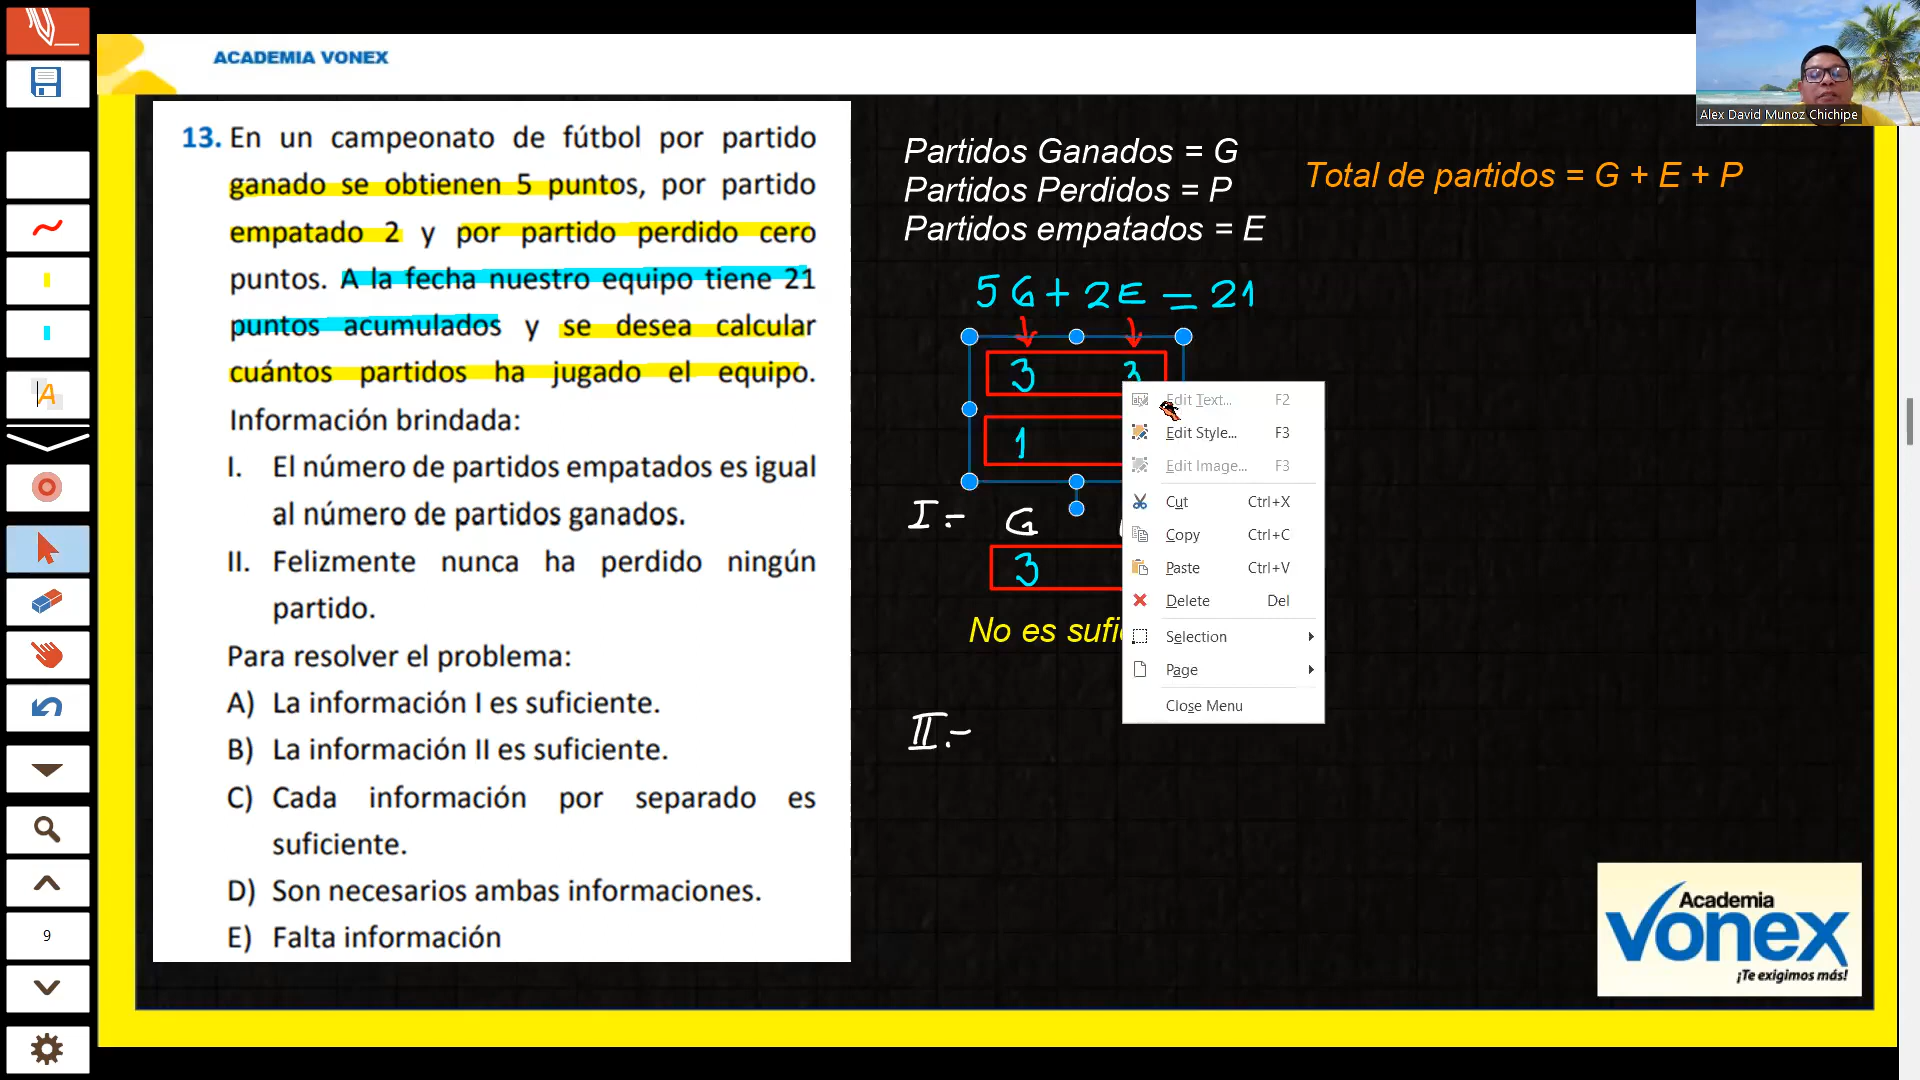 ACADEMIA VONEX
Alex David Munoz Chichipe
13. En un campeonato de fútbol por partido
ganado se obtienen 5 puntos, por partido
empatado 2 y por partido perdido cero
puntos. A la fecha nuestro equipo tiene 21
puntos acumulados y se desea calcular
cuántos partidos ha jugado el equipo.
Información brindada:
I. El número de partidos empatados es igual
al número de partidos ganados.
II. Felizmente nunca ha perdido ningún
partido.
Para resolver el problema:
A) La información I es suficiente.
B) La información II es suficiente.
C) Cada información por separado es
suficiente.
D) Son necesarios ambas informaciones.
E) Falta información
Partidos Ganados = G
Partidos Perdidos = P
Partidos empatados = E
Total de partidos = G + E + P
5G + 2E = 21
3 3
1
I.- G
3
No es
II.-
Edit Text... F2
Edit Style... F3
Edit Image... F3
Cut Ctrl+X
Copy Ctrl+C
Paste Ctrl+V
Delete Del
Selection
Page
Close Menu
9
Academia
vonex
¡Te exigimos más!